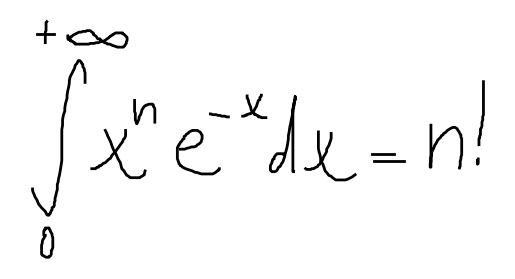 ∫₀⁺∞ xⁿ e⁻ˣ dx = n!